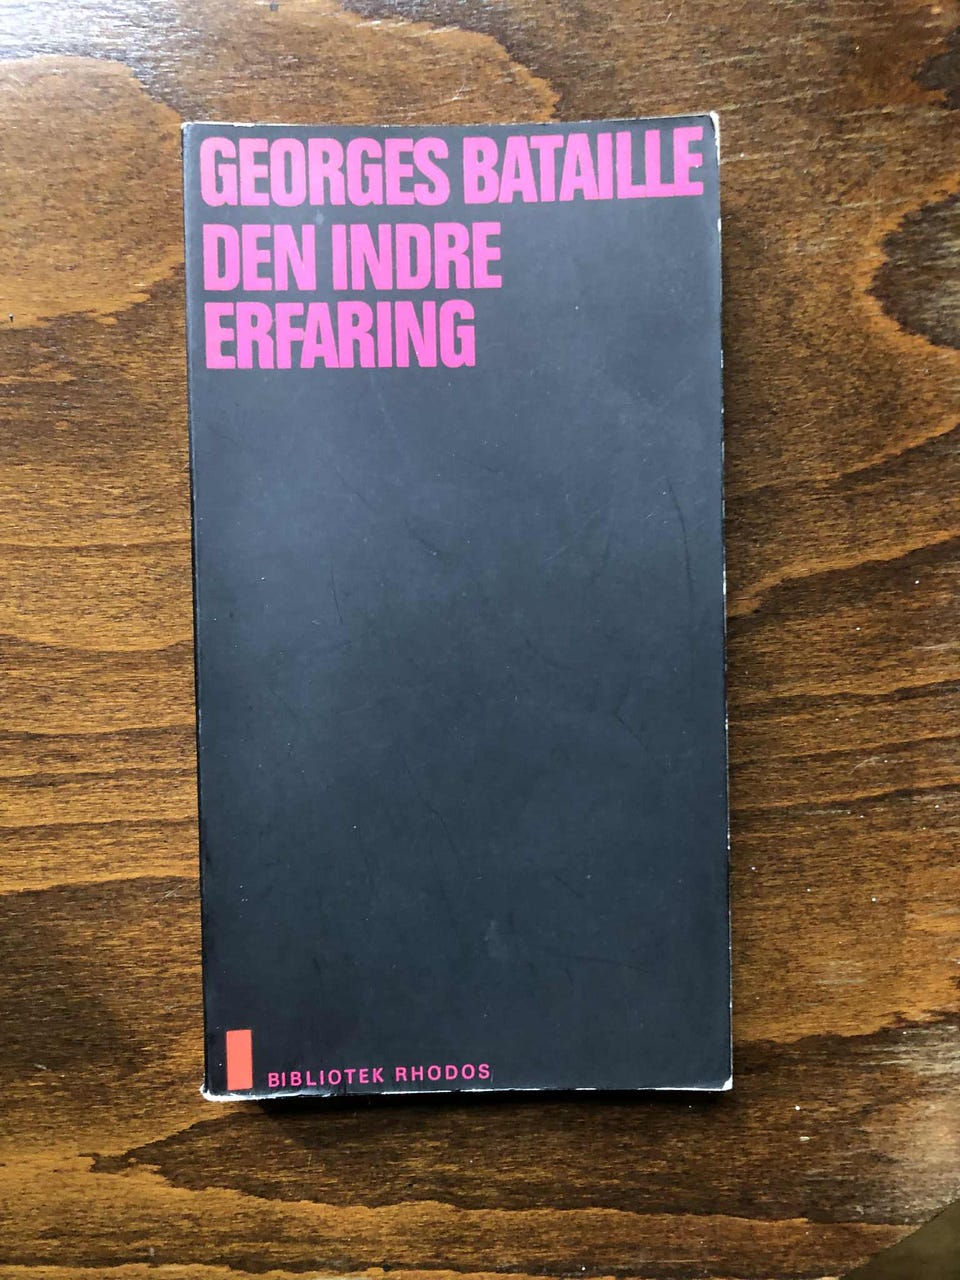 GEORGES BATAILLE
DEN INDRE
ERFARING
BIBLIOTEK RHODOS